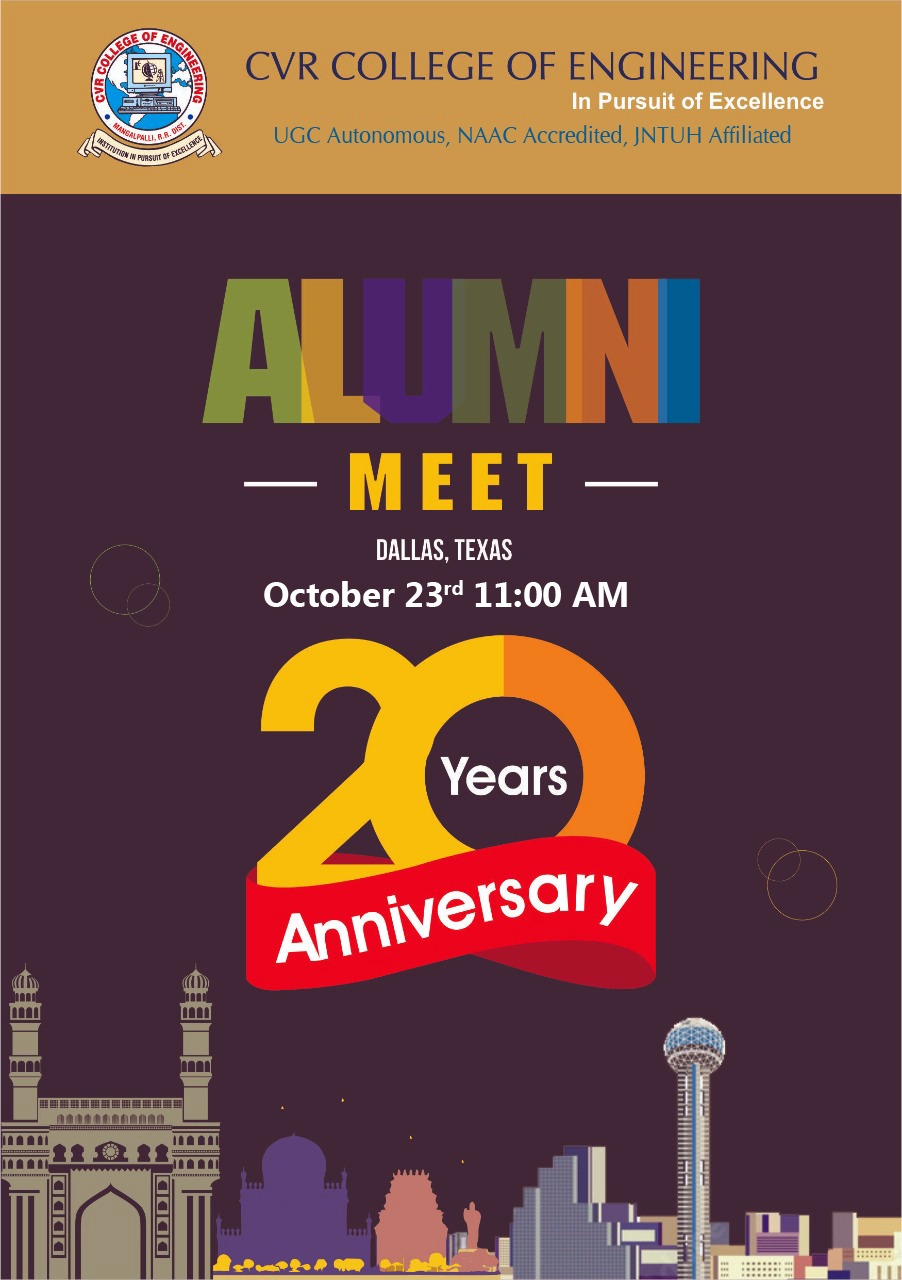 CVR COLLEGE OF ENGINEERING
MANGALPALLI, R.R. DIST.
INSTITUTION IN PURSUIT OF EXCELLENCE
CVR COLLEGE OF ENGINEERING
In Pursuit of Excellence
UGC Autonomous, NAAC Accredited, JNTUH Affiliated
ALUMNI
MEET
DALLAS, TEXAS
October 23rd 11:00 AM
20
Years
Anniversary